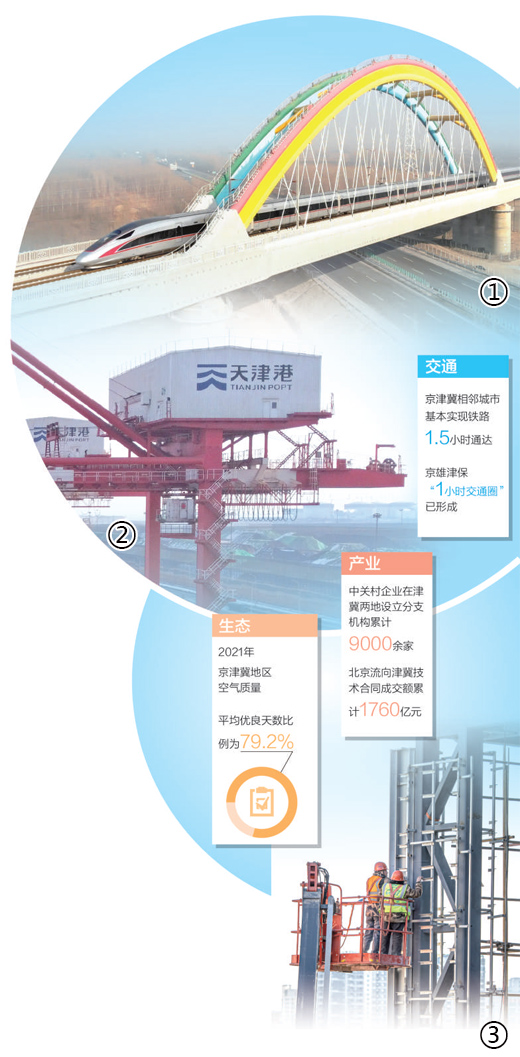 ①
天津港
TIANJIN PORT
天津港
②
交通
京津冀相邻城市
基本实现铁路
1.5小时通达
京雄津保
“1小时交通圈”
已形成
产业
中关村企业在津
冀两地设立分支
机构累计
9000余家
北京流向津冀技
术合同成交额累
计1760亿元
生态
2021年
京津冀地区
空气质量
平均优良天数比
例为79.2%
③